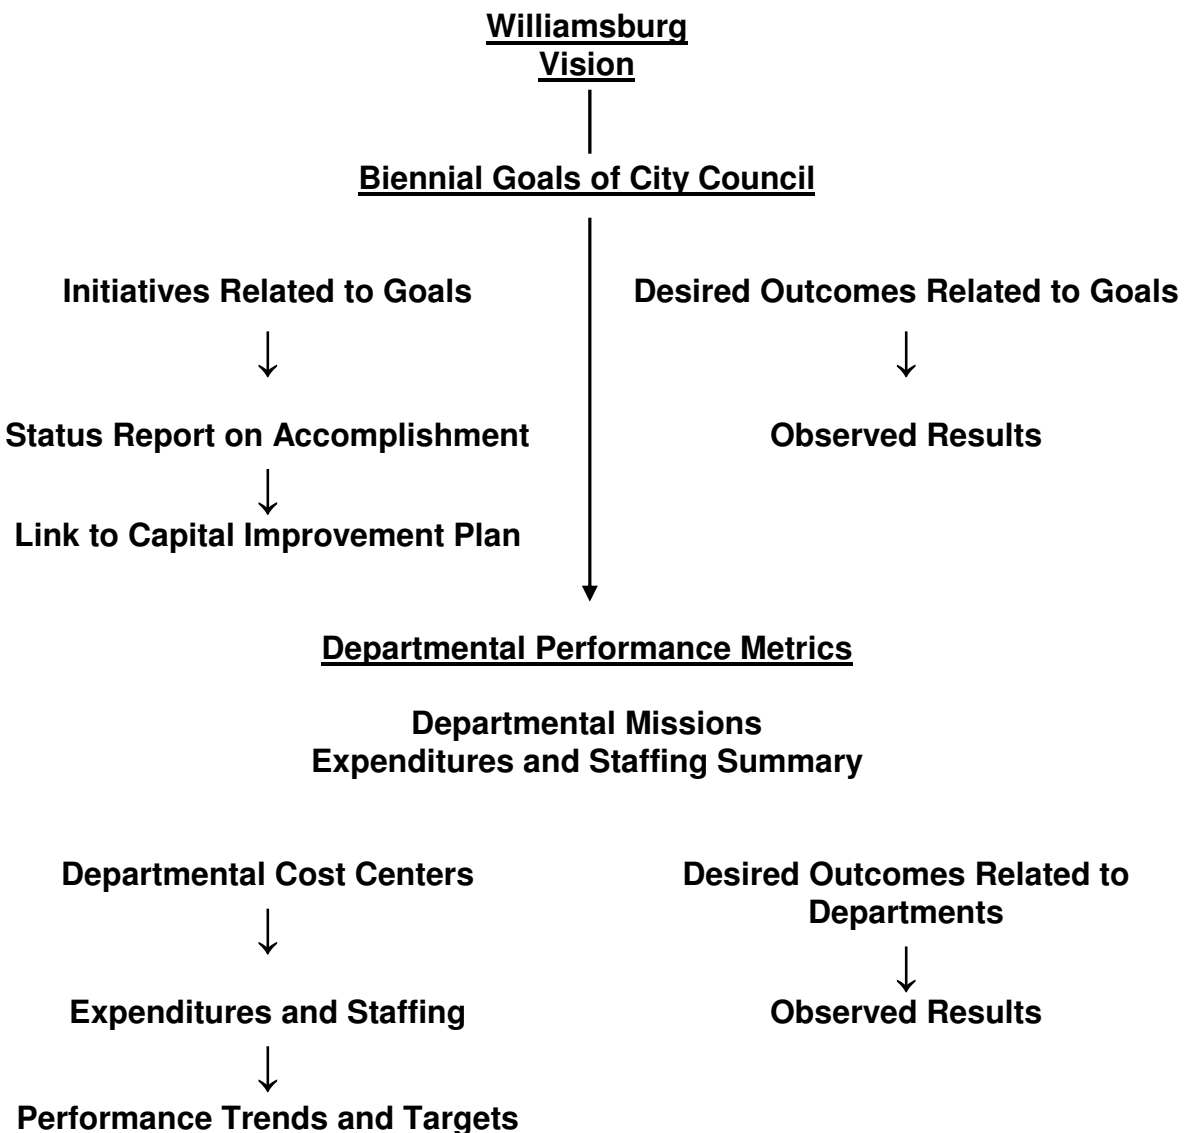 Williamsburg
Vision
Biennial Goals of City Council
Initiatives Related to Goals
Desired Outcomes Related to Goals
Status Report on Accomplishment
Observed Results
Link to Capital Improvement Plan
Departmental Performance Metrics
Departmental Missions
Expenditures and Staffing Summary
Departmental Cost Centers
Desired Outcomes Related to
Departments
Expenditures and Staffing
Observed Results
Performance Trends and Targets